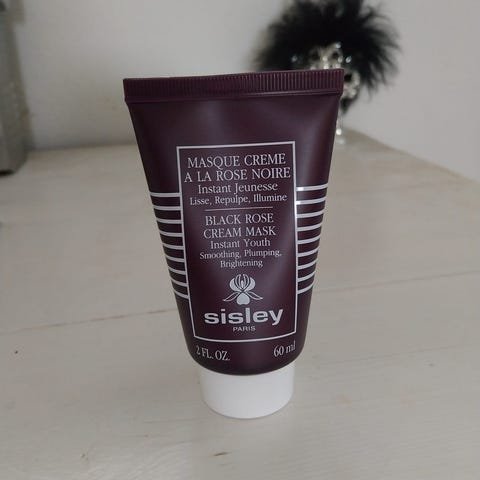 MASQUE CREME
A LA ROSE NOIRE
Instant Jeunesse
Lisse, Repulpe, Illumine
BLACK ROSE
CREAM MASK
Instant Youth
Smoothing, Plumping,
Brightening
sisley
PARIS
2 FL. OZ. 60 ml